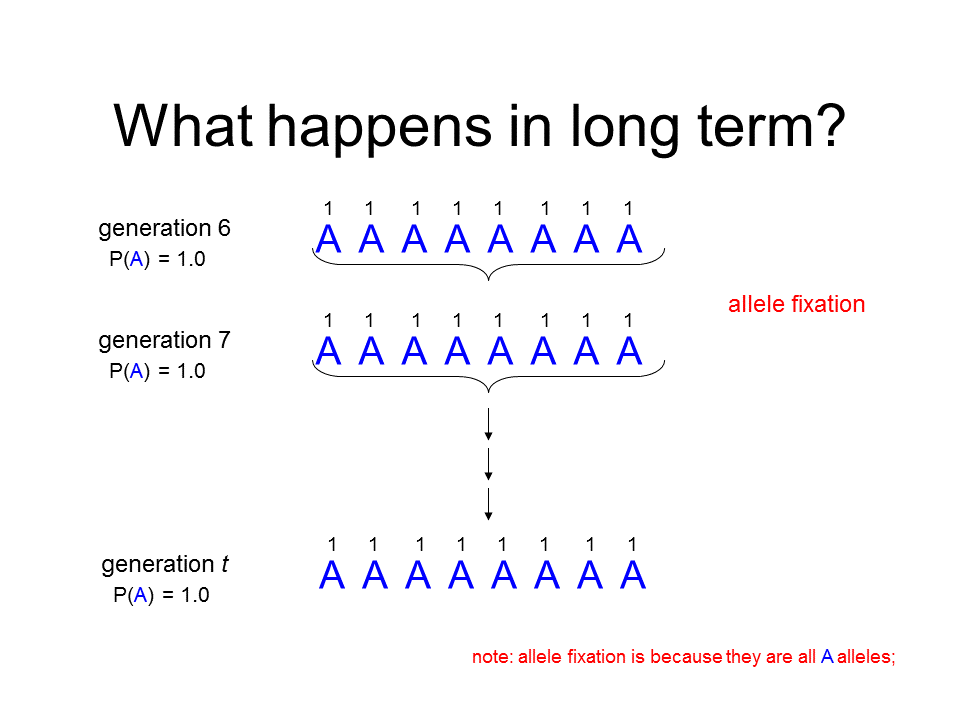 What happens in long term?
1 1 1 1 1 1 1 1
generation 6 A A A A A A A A
P(A) = 1.0
allele fixation
1 1 1 1 1 1 1 1
generation 7 A A A A A A A A
P(A) = 1.0
1 1 1 1 1 1 1 1
generation t A A A A A A A A
P(A) = 1.0
note: allele fixation is because they are all A alleles;